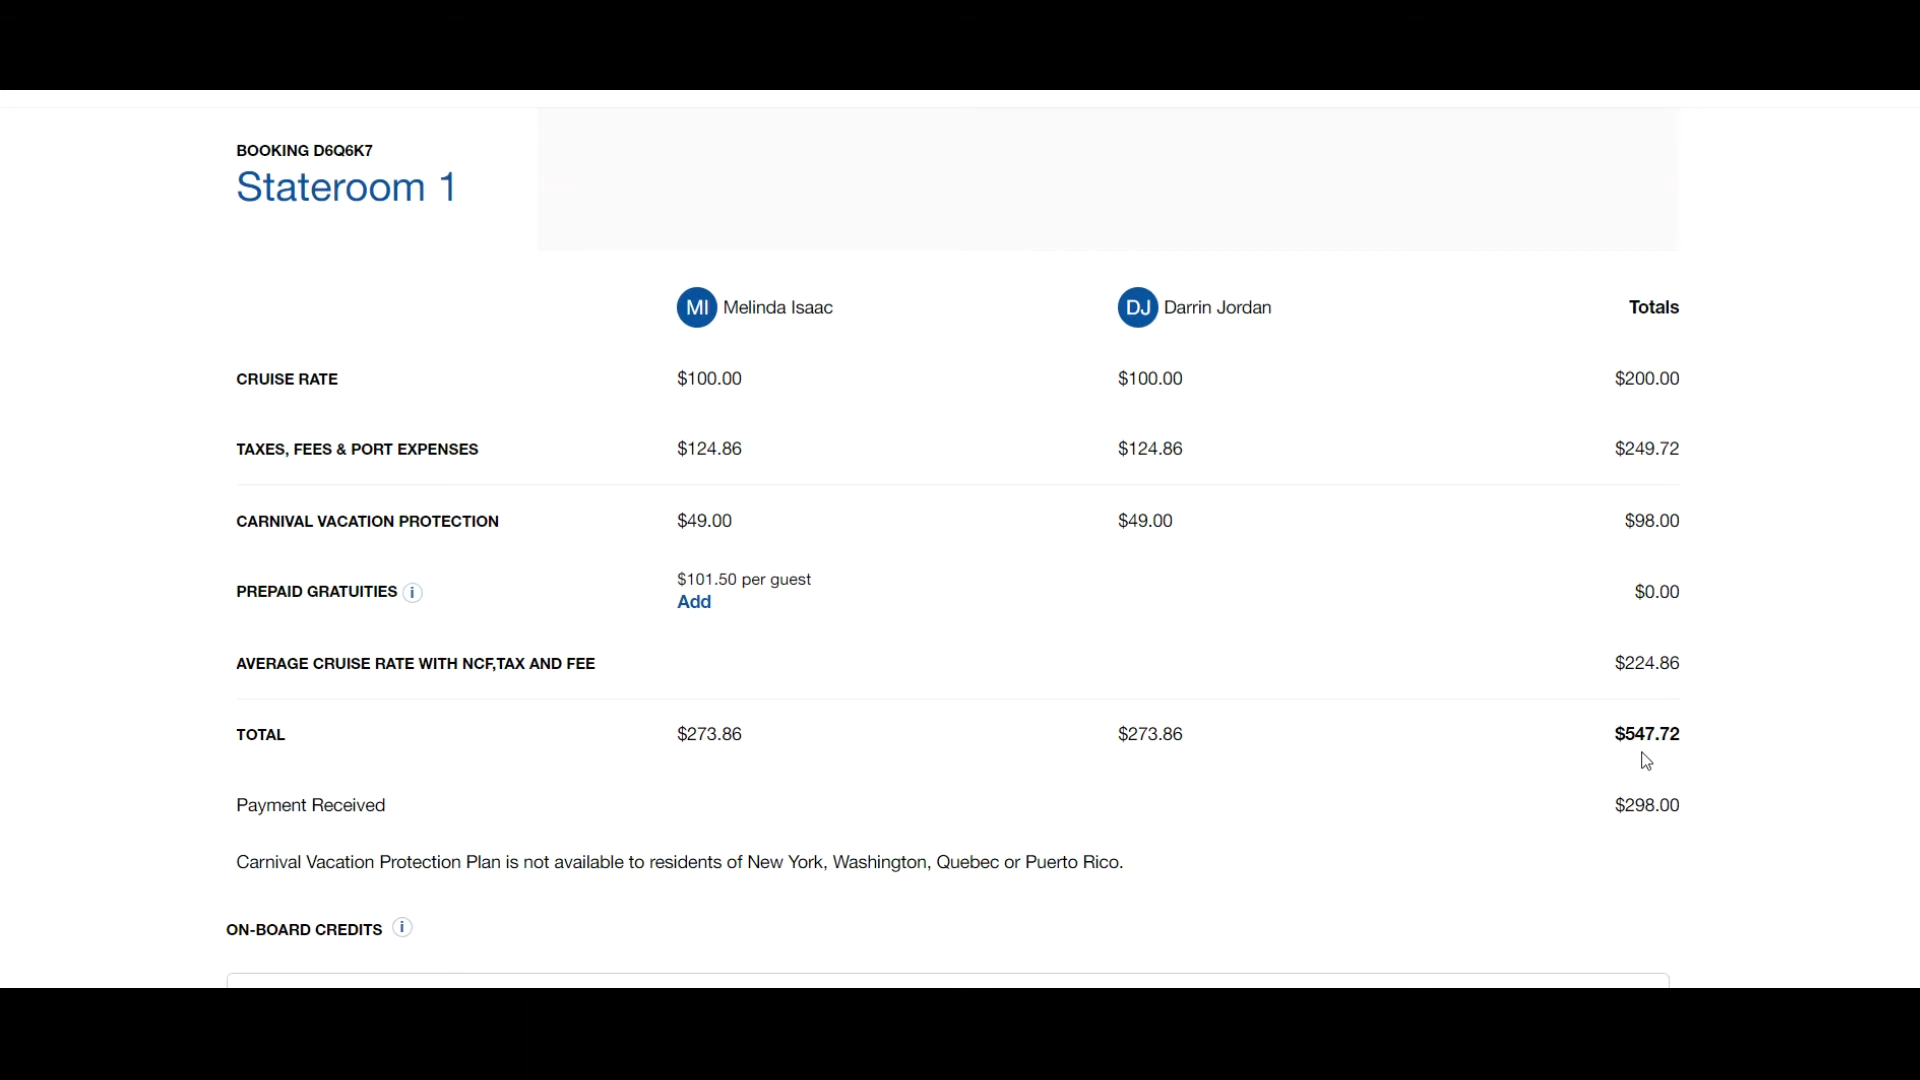 BOOKING D6Q6K7
Stateroom 1
MI Melinda Isaac DJ Darrin Jordan Totals
CRUISE RATE $100.00 $100.00 $200.00
TAXES, FEES & PORT EXPENSES $124.86 $124.86 $249.72
CARNIVAL VACATION PROTECTION $49.00 $49.00 $98.00
PREPAID GRATUITIES i $101.50 per guest $0.00
Add
AVERAGE CRUISE RATE WITH NCF,TAX AND FEE $224.86
TOTAL $273.86 $273.86 $547.72
Payment Received $298.00
Carnival Vacation Protection Plan is not available to residents of New York, Washington, Quebec or Puerto Rico.
ON-BOARD CREDITS i